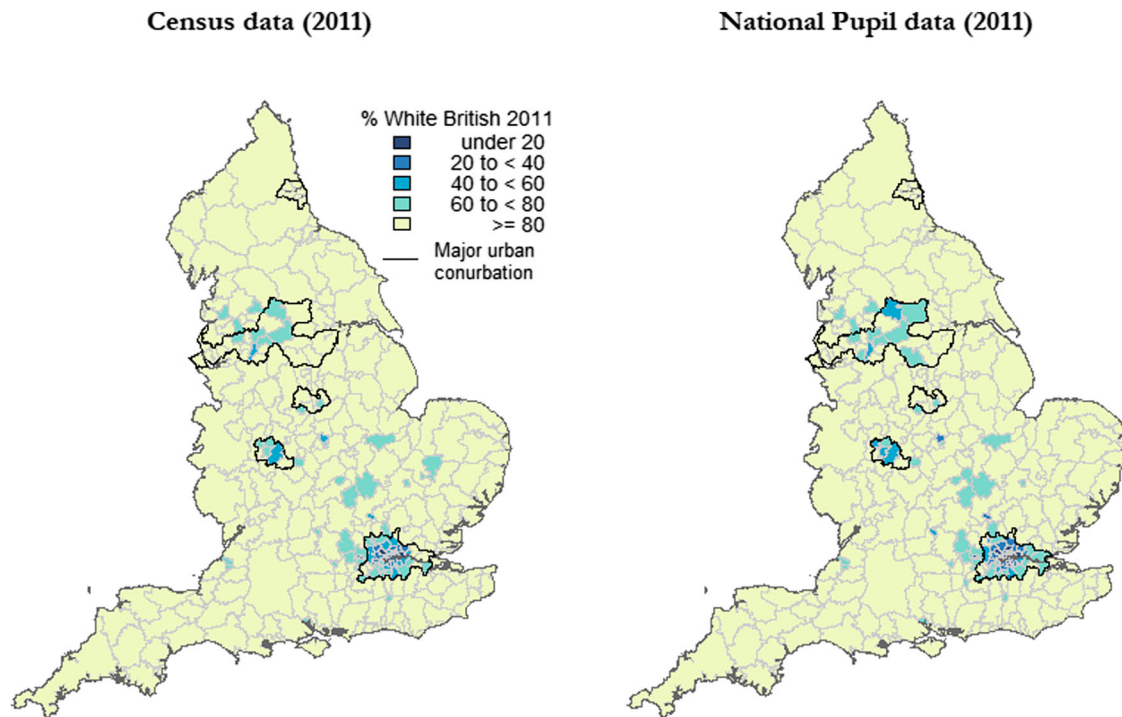 Census data (2011)
National Pupil data (2011)
% White British 2011
under 20
20 to < 40
40 to < 60
60 to < 80
>= 80
Major urban
conurbation